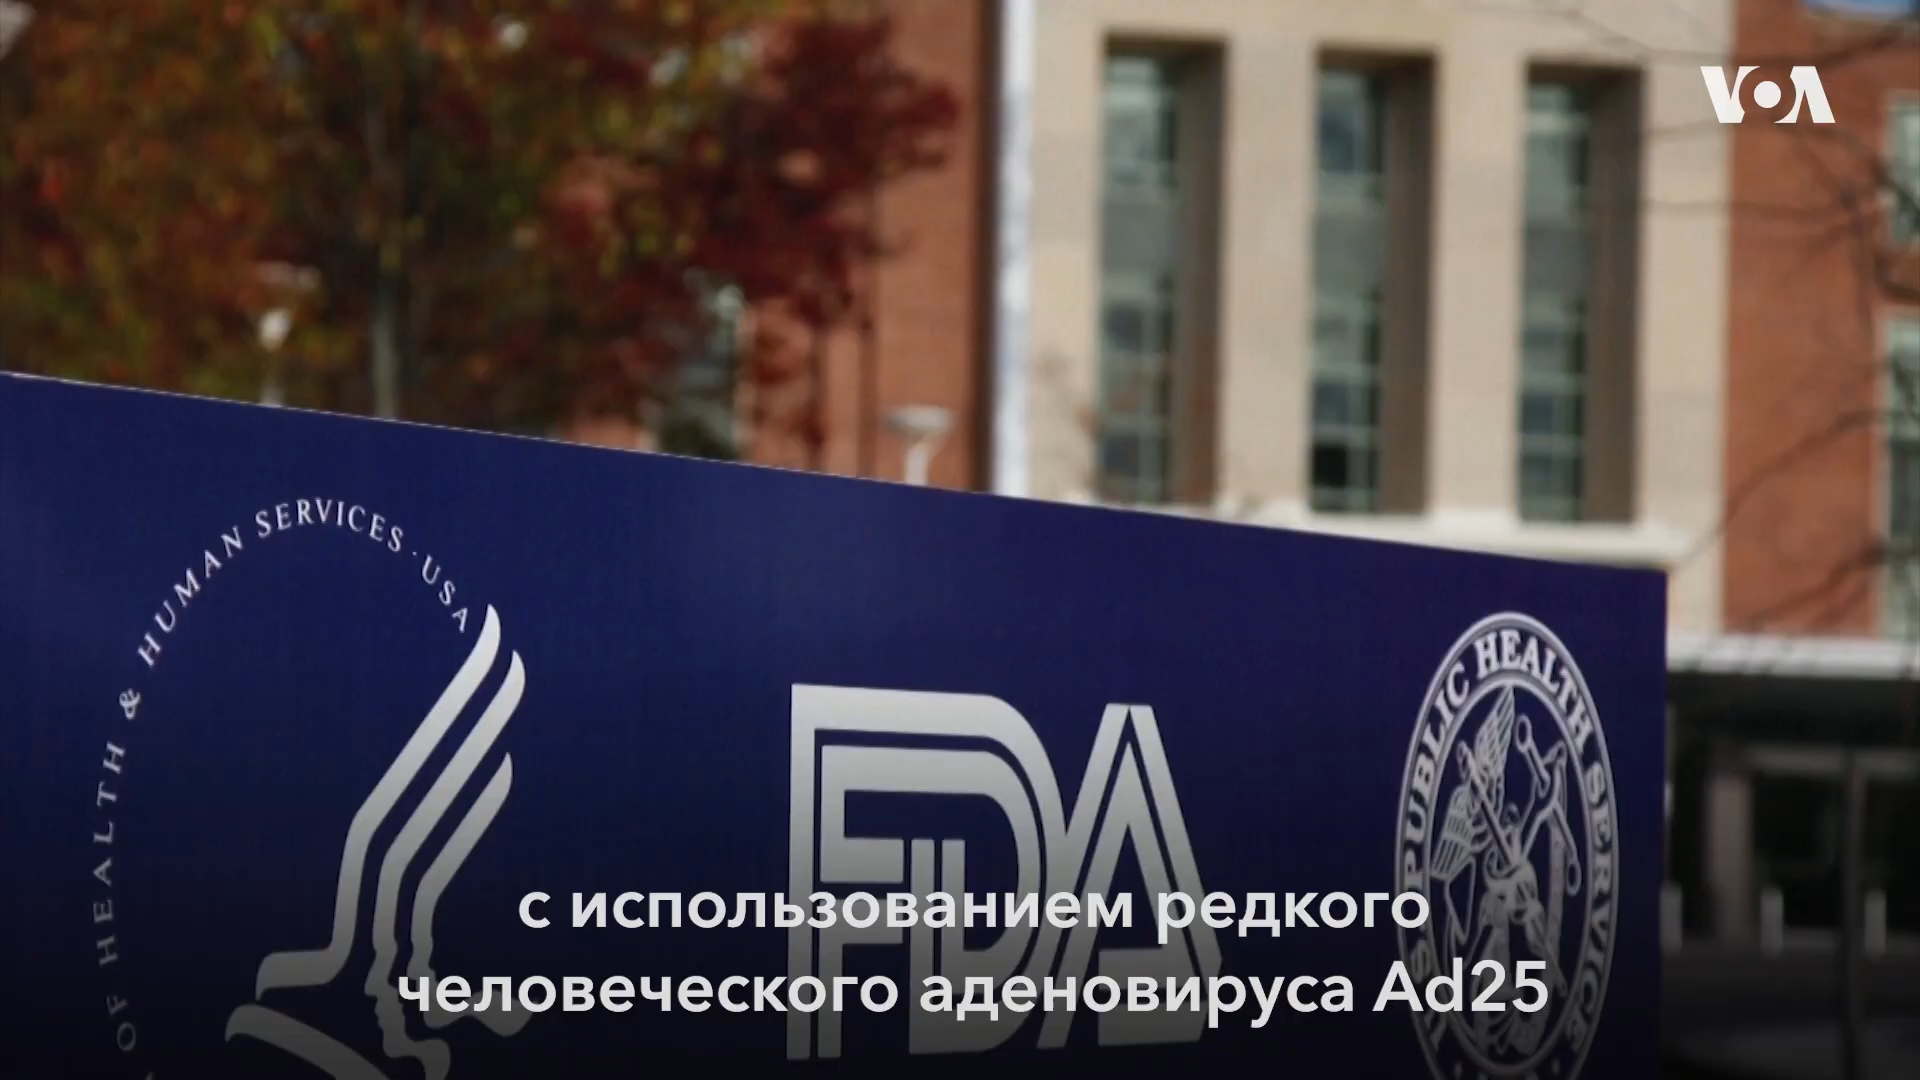 VOA
OF HEALTH & HUMAN SERVICES · USA
FDA
PUBLIC HEALTH SERVICE
с использованием редкого
человеческого аденовируса Ad25